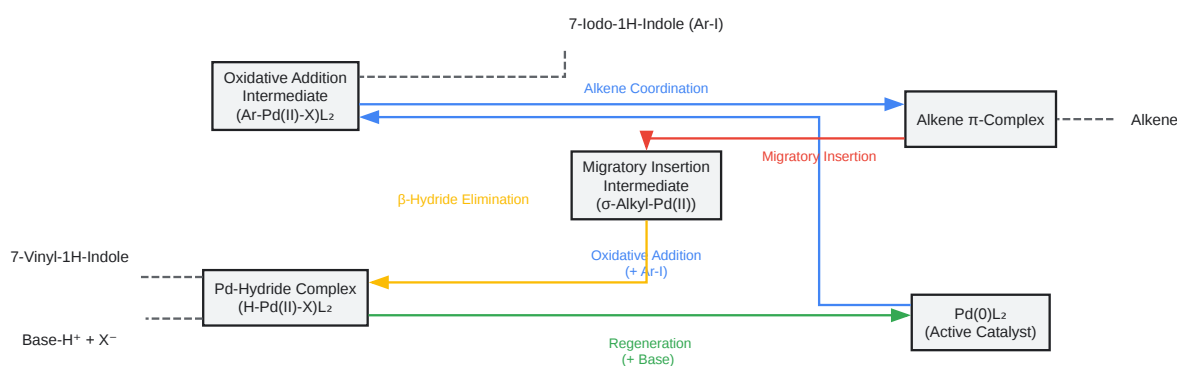 7-Iodo-1H-Indole (Ar-I)
Oxidative Addition
Intermediate
(Ar-Pd(II)-X)L₂
Alkene Coordination
Alkene π-Complex
Alkene
Migratory Insertion
Migratory Insertion
Intermediate
(σ-Alkyl-Pd(II))
β-Hydride Elimination
Oxidative Addition
(+ Ar-I)
7-Vinyl-1H-Indole
Pd-Hydride Complex
(H-Pd(II)-X)L₂
Base-H⁺ + X⁻
Pd(0)L₂
(Active Catalyst)
Regeneration
(+ Base)